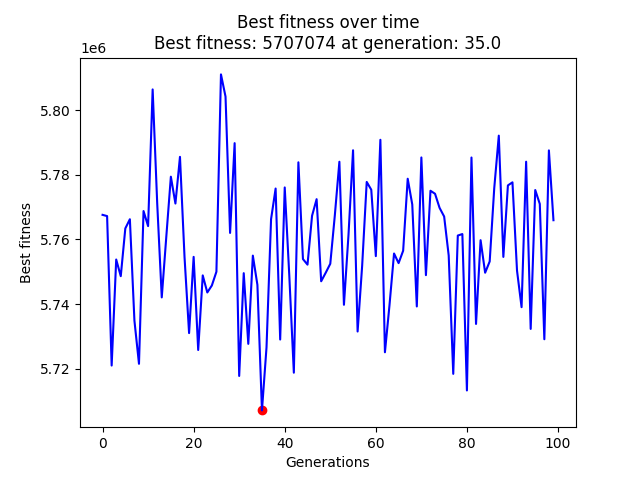 Best fitness over time
Best fitness: 5707074 at generation: 35.0
1e6
5.80
5.78
5.76
5.74
5.72
Best fitness
0 20 40 60 80 100
Generations